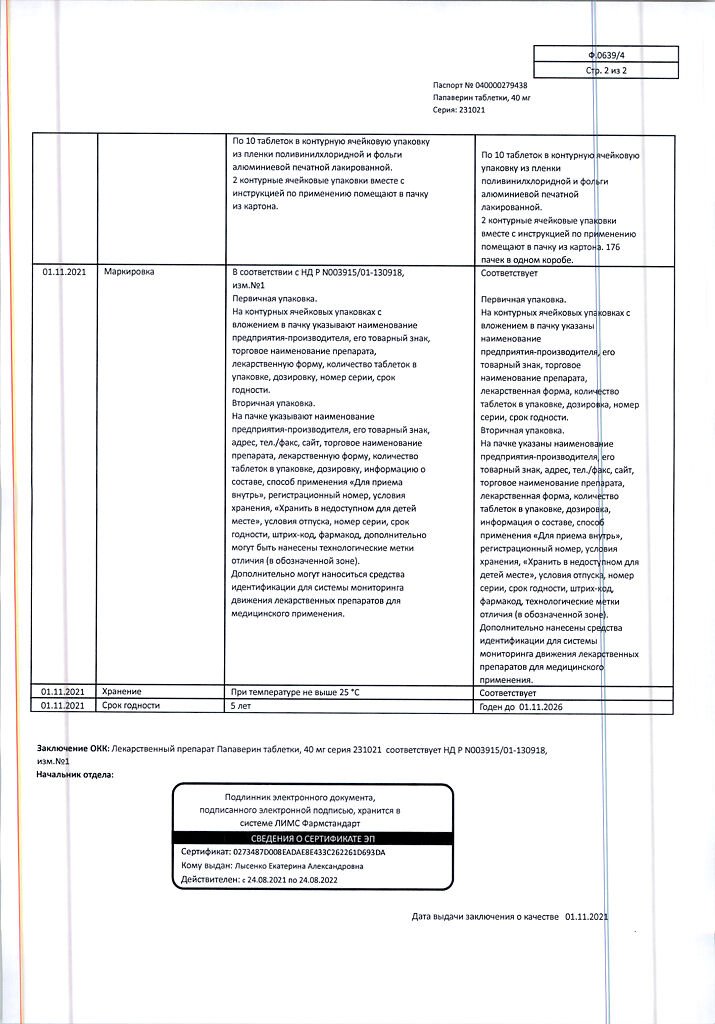 Ф.0639/4
Стр. 2 из 2
Паспорт № 040000279438
Папаверин таблетки, 40 мг
Серия: 231021
По 10 таблеток в контурную ячейковую упаковку
из пленки поливинилхлоридной и фольги
алюминиевой печатной лакированной.
2 контурные ячейковые упаковки вместе с
инструкцией по применению помещают в пачку
из картона.
По 10 таблеток в контурную ячейковую
упаковку из пленки
поливинилхлоридной и фольги
алюминиевой печатной
лакированной.
2 контурные ячейковые упаковки
вместе с инструкцией по применению
помещают в пачку из картона. 176
пачек в одном коробе.
01.11.2021
Маркировка
В соответствии с НД Р N003915/01-130918,
изм.№1
Первичная упаковка.
На контурных ячейковых упаковках с
вложением в пачку указывают наименование
предприятия-производителя, его товарный знак,
торговое наименование препарата,
лекарственную форму, количество таблеток в
упаковке, дозировку, номер серии, срок
годности.
Вторичная упаковка.
На пачке указывают наименование
предприятия-производителя, его товарный знак,
адрес, тел./факс, сайт, торговое наименование
препарата, лекарственную форму, количество
таблеток в упаковке, дозировку, информацию о
составе, способ применения «Для приема
внутрь», регистрационный номер, условия
хранения, «Хранить в недоступном для детей
месте», условия отпуска, номер серии, срок
годности, штрих-код, фармакод, дополнительно
могут быть нанесены технологические метки
отличия (в обозначенной зоне).
Дополнительно могут наноситься средства
идентификации для системы мониторинга
движения лекарственных препаратов для
медицинского применения.
Соответствует
Первичная упаковка.
На контурных ячейковых упаковках с
вложением в пачку указаны
наименование
предприятия-производителя, его
товарный знак, торговое
наименование препарата,
лекарственная форма, количество
таблеток в упаковке, дозировка, номер
серии, срок годности.
Вторичная упаковка.
На пачке указаны наименование
предприятия-производителя, его
товарный знак, адрес, тел./факс, сайт,
торговое наименование препарата,
лекарственная форма, количество
таблеток в упаковке, дозировка,
информация о составе, способ
применения «Для приема внутрь»,
регистрационный номер, условия
хранения, «Хранить в недоступном для
детей месте», условия отпуска, номер
серии, срок годности, штрих-код,
фармакод, технологические метки
отличия (в обозначенной зоне).
Дополнительно нанесены средства
идентификации для системы
мониторинга движения лекарственных
препаратов для медицинского
применения.
01.11.2021
Хранение
При температуре не выше 25 °C
Соответствует
01.11.2021
Срок годности
5 лет
Годен до 01.11.2026
Заключение ОКК: Лекарственный препарат Папаверин таблетки, 40 мг серия 231021 соответствует НД Р N003915/01-130918,
изм.№1
Начальник отдела:
Подлинник электронного документа,
подписанного электронной подписью, хранится в
системе ЛИМС Фармстандарт
СВЕДЕНИЯ О СЕРТИФИКАТЕ ЭП
Сертификат: 0273487D008EADAE8E433C262261D693DA
Кому выдан: Лысенко Екатерина Александровна
Действителен: с 24.08.2021 по 24.08.2022
Дата выдачи заключения о качестве 01.11.2021